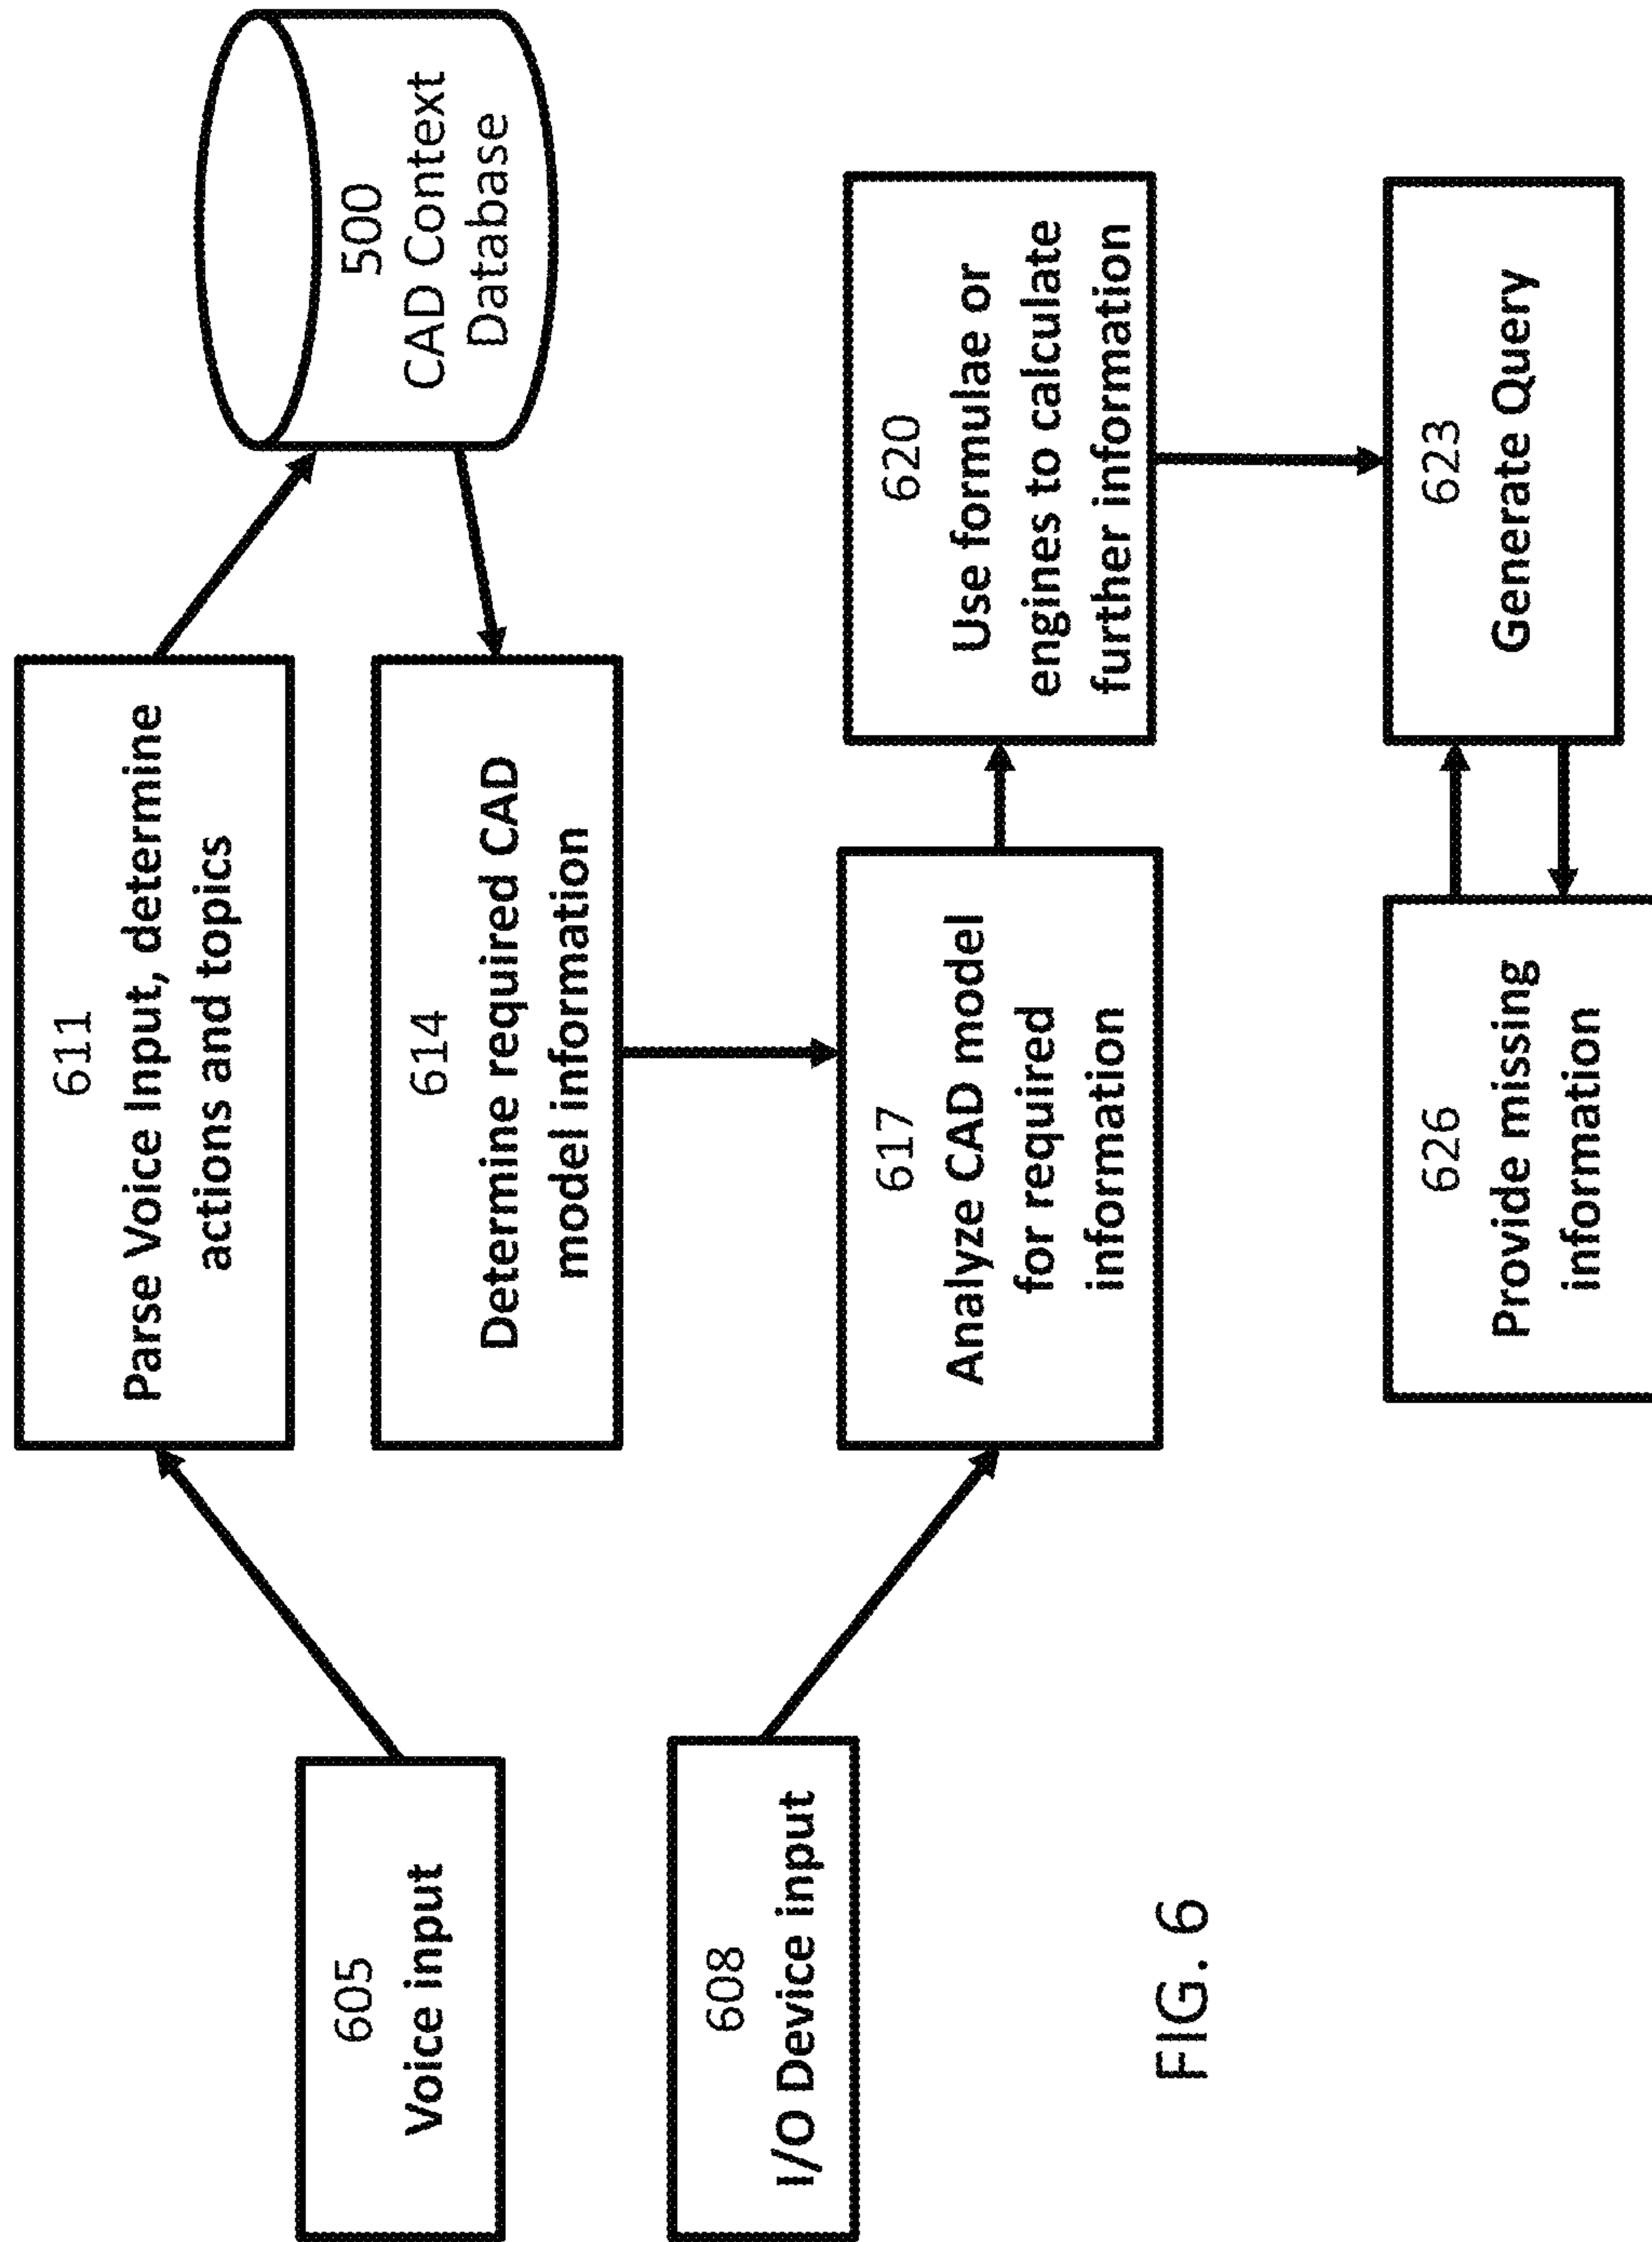 605
Voice input
608
I/O Device input
611
Parse Voice Input, determine
actions and topics
614
Determine required CAD
model information
617
Analyze CAD model
for required
information
500
CAD Context
Database
620
Use formulae or
engines to calculate
further information
623
Generate Query
626
Provide missing
information
FIG. 6